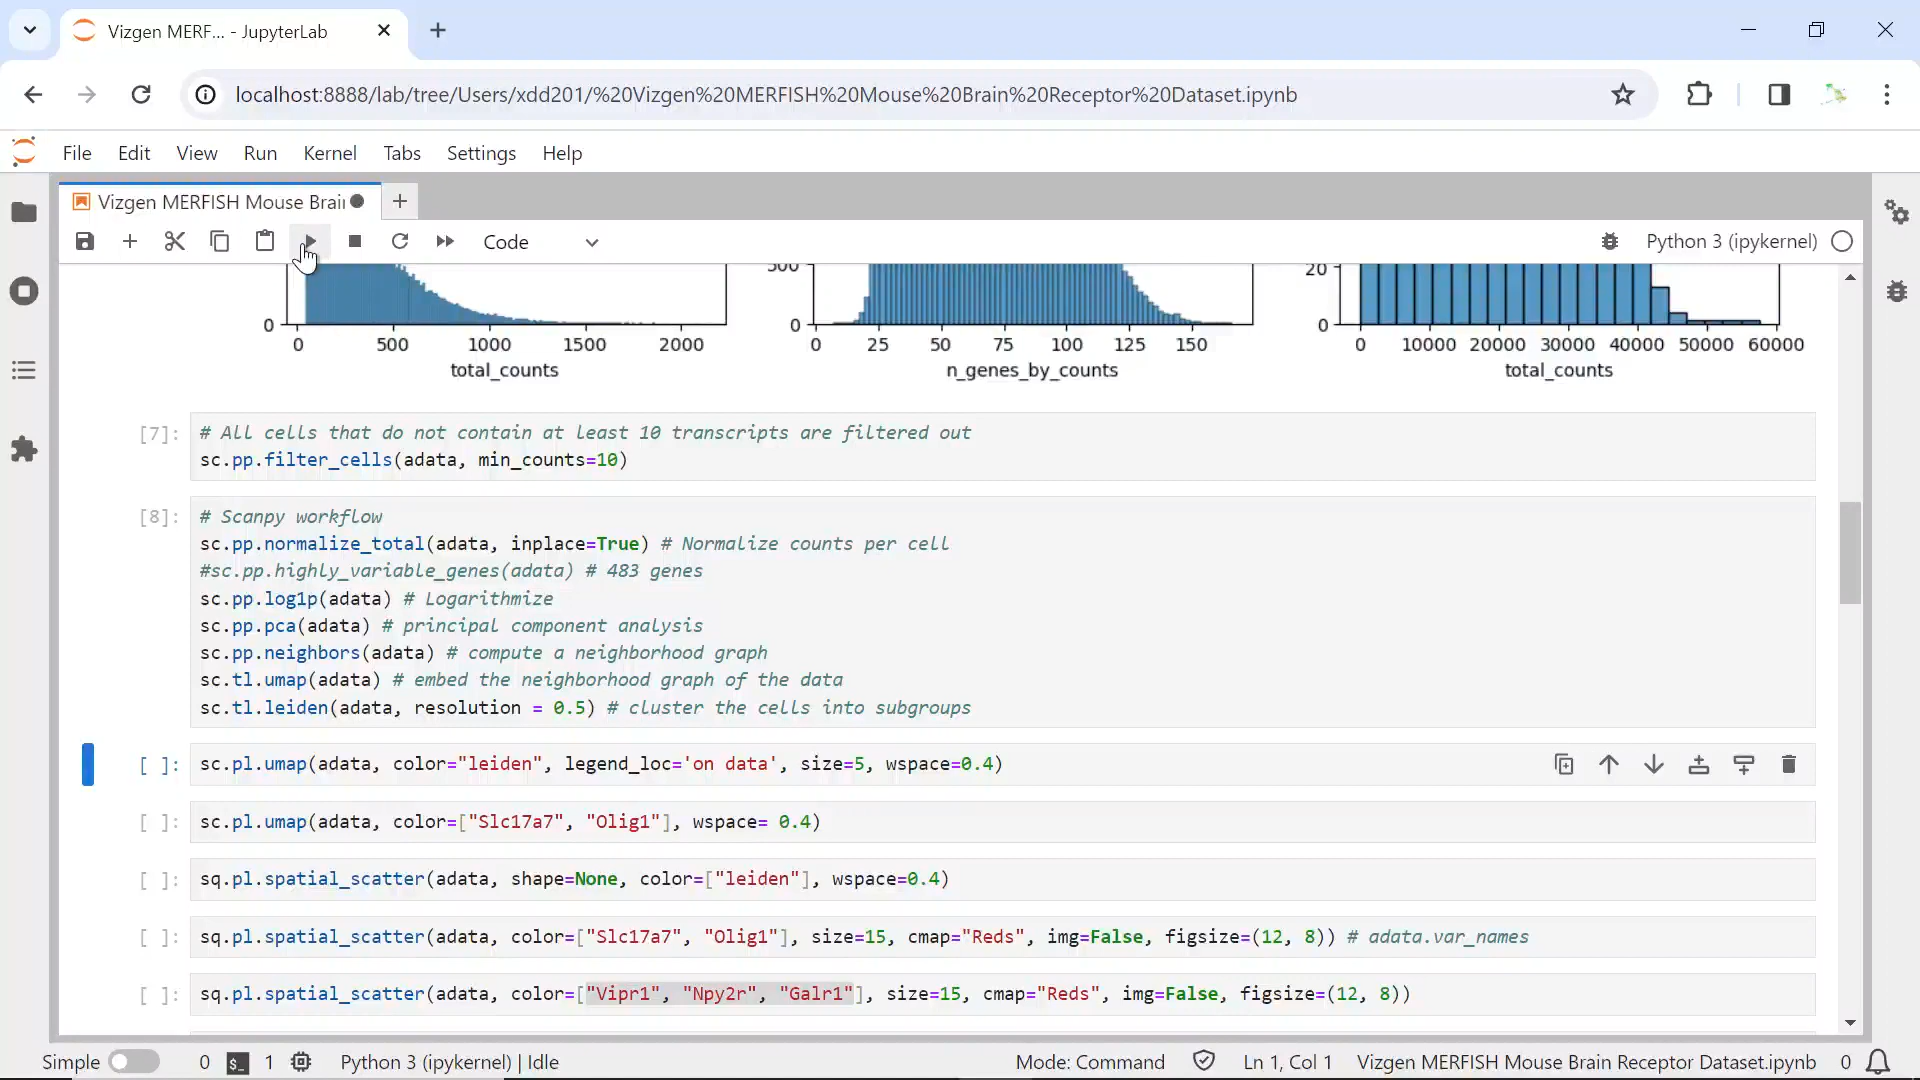 Vizgen MERF... - JupyterLab
localhost:8888/lab/tree/Users/xdd201/%20Vizgen%20MERFISH%20Mouse%20Brain%20Receptor%20Dataset.ipynb
File Edit View Run Kernel Tabs Settings Help
Vizgen MERFISH Mouse Brai
Code
Python 3 (ipykernel)
0
0 500 1000 1500 2000
total_counts
0
0 25 50 75 100 125 150
n_genes_by_counts
20
0
0 10000 20000 30000 40000 50000 60000
total_counts
[7]: # All cells that do not contain at least 10 transcripts are filtered out
sc.pp.filter_cells(adata, min_counts=10)
[8]: # Scanpy workflow
sc.pp.normalize_total(adata, inplace=True) # Normalize counts per cell
#sc.pp.highly_variable_genes(adata) # 483 genes
sc.pp.log1p(adata) # Logarithmize
sc.pp.pca(adata) # principal component analysis
sc.pp.neighbors(adata) # compute a neighborhood graph
sc.tl.umap(adata) # embed the neighborhood graph of the data
sc.tl.leiden(adata, resolution = 0.5) # cluster the cells into subgroups
[ ]: sc.pl.umap(adata, color="leiden", legend_loc='on data', size=5, wspace=0.4)
[ ]: sc.pl.umap(adata, color=["Slc17a7", "Olig1"], wspace= 0.4)
[ ]: sq.pl.spatial_scatter(adata, shape=None, color=["leiden"], wspace=0.4)
[ ]: sq.pl.spatial_scatter(adata, color=["Slc17a7", "Olig1"], size=15, cmap="Reds", img=False, figsize=(12, 8)) # adata.var_names
[ ]: sq.pl.spatial_scatter(adata, color=["Vipr1", "Npy2r", "Galr1"], size=15, cmap="Reds", img=False, figsize=(12, 8))
Simple 0 $_ 1 Python 3 (ipykernel) | Idle Mode: Command Ln 1, Col 1 Vizgen MERFISH Mouse Brain Receptor Dataset.ipynb 0